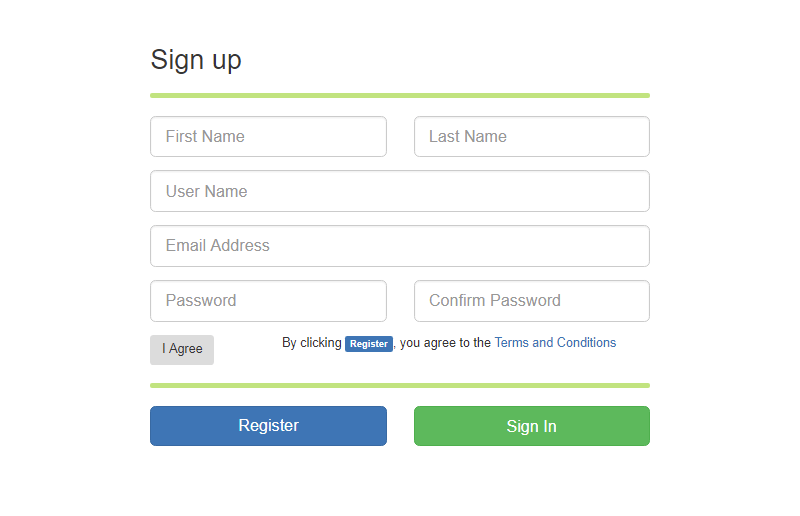 Sign up
First Name Last Name
User Name
Email Address
Password Confirm Password
I Agree By clicking Register, you agree to the Terms and Conditions
Register Sign In